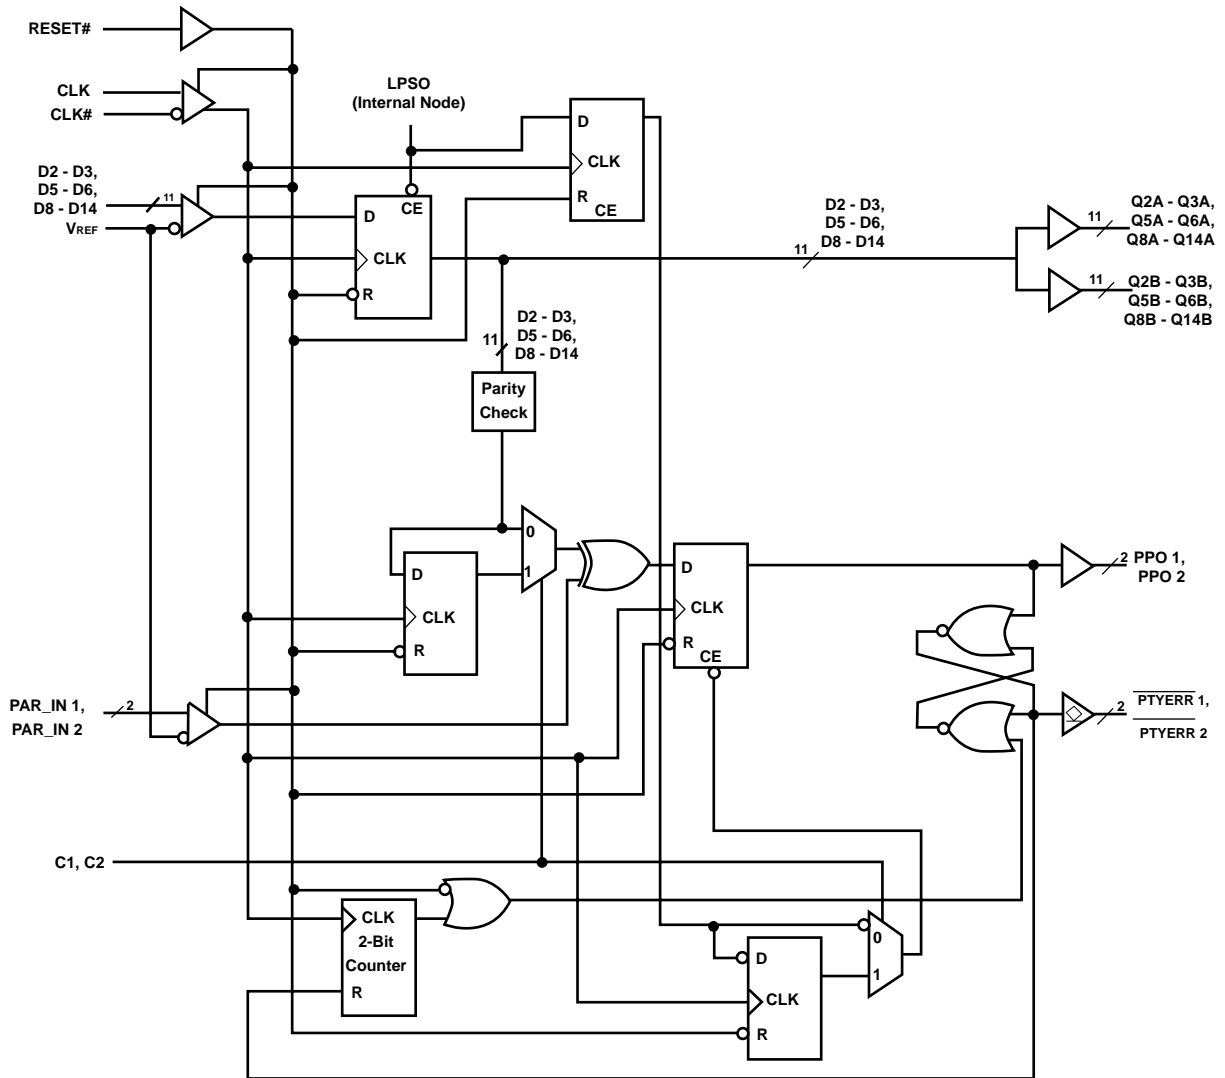 RESET#
CLK
CLK#
LPSO
(Internal Node)
D
CLK
R
CE
D2 - D3,
D5 - D6,
D8 - D14
11
VREF
CE
D
CLK
R
D2 - D3,
D5 - D6,
D8 - D14
11
11
Q2A - Q3A,
Q5A - Q6A,
Q8A - Q14A
11
Q2B - Q3B,
Q5B - Q6B,
Q8B - Q14B
D2 - D3,
D5 - D6,
D8 - D14
11
Parity
Check
0
1
D
CLK
R
D
CLK
R
CE
2
PPO 1,
PPO 2
PAR_IN 1,
PAR_IN 2
2
2
PTYERR 1,
PTYERR 2
C1, C2
CLK
2-Bit
Counter
R
0
1
D
CLK
R